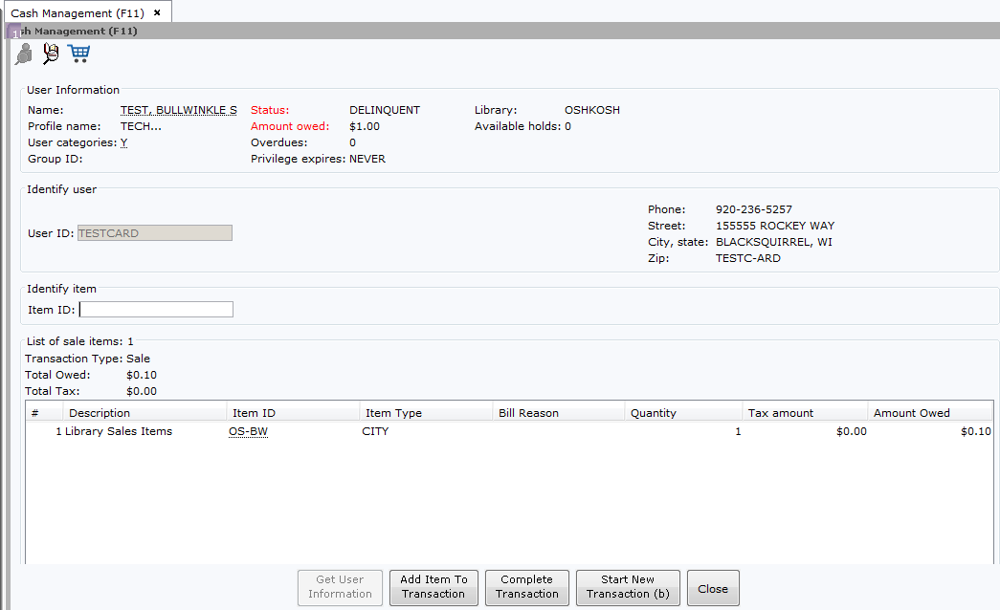 Cash Management (F11) ×
1 sh Management (F11)
User Information
Name: TEST, BULLWINKLE S Status: DELINQUENT Library: OSHKOSH
Profile name: TECH... Amount owed: $1.00 Available holds: 0
User categories: Y Overdues: 0
Group ID: Privilege expires: NEVER
Identify user
Phone: 920-236-5257
Street: 155555 ROCKEY WAY
User ID: TESTCARD
City, state: BLACKSQUIRREL, WI
Zip: TESTC-ARD
Identify item
Item ID:
List of sale items: 1
Transaction Type: Sale
Total Owed: $0.10
Total Tax: $0.00
# Description Item ID Item Type Bill Reason Quantity Tax amount Amount Owed
1 Library Sales Items OS-BW CITY 1 $0.00 $0.10
Get User Information
Add Item To Transaction
Complete Transaction
Start New Transaction (b)
Close